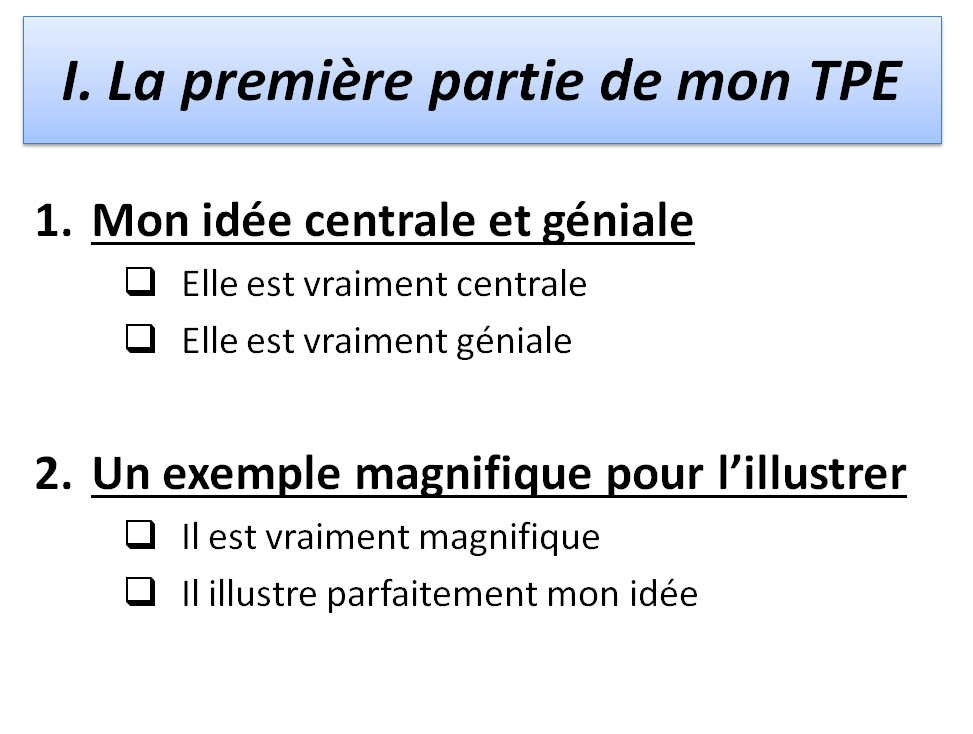 I. La première partie de mon TPE
1. Mon idée centrale et géniale
❑ Elle est vraiment centrale
❑ Elle est vraiment géniale
2. Un exemple magnifique pour l’illustrer
❑ Il est vraiment magnifique
❑ Il illustre parfaitement mon idée